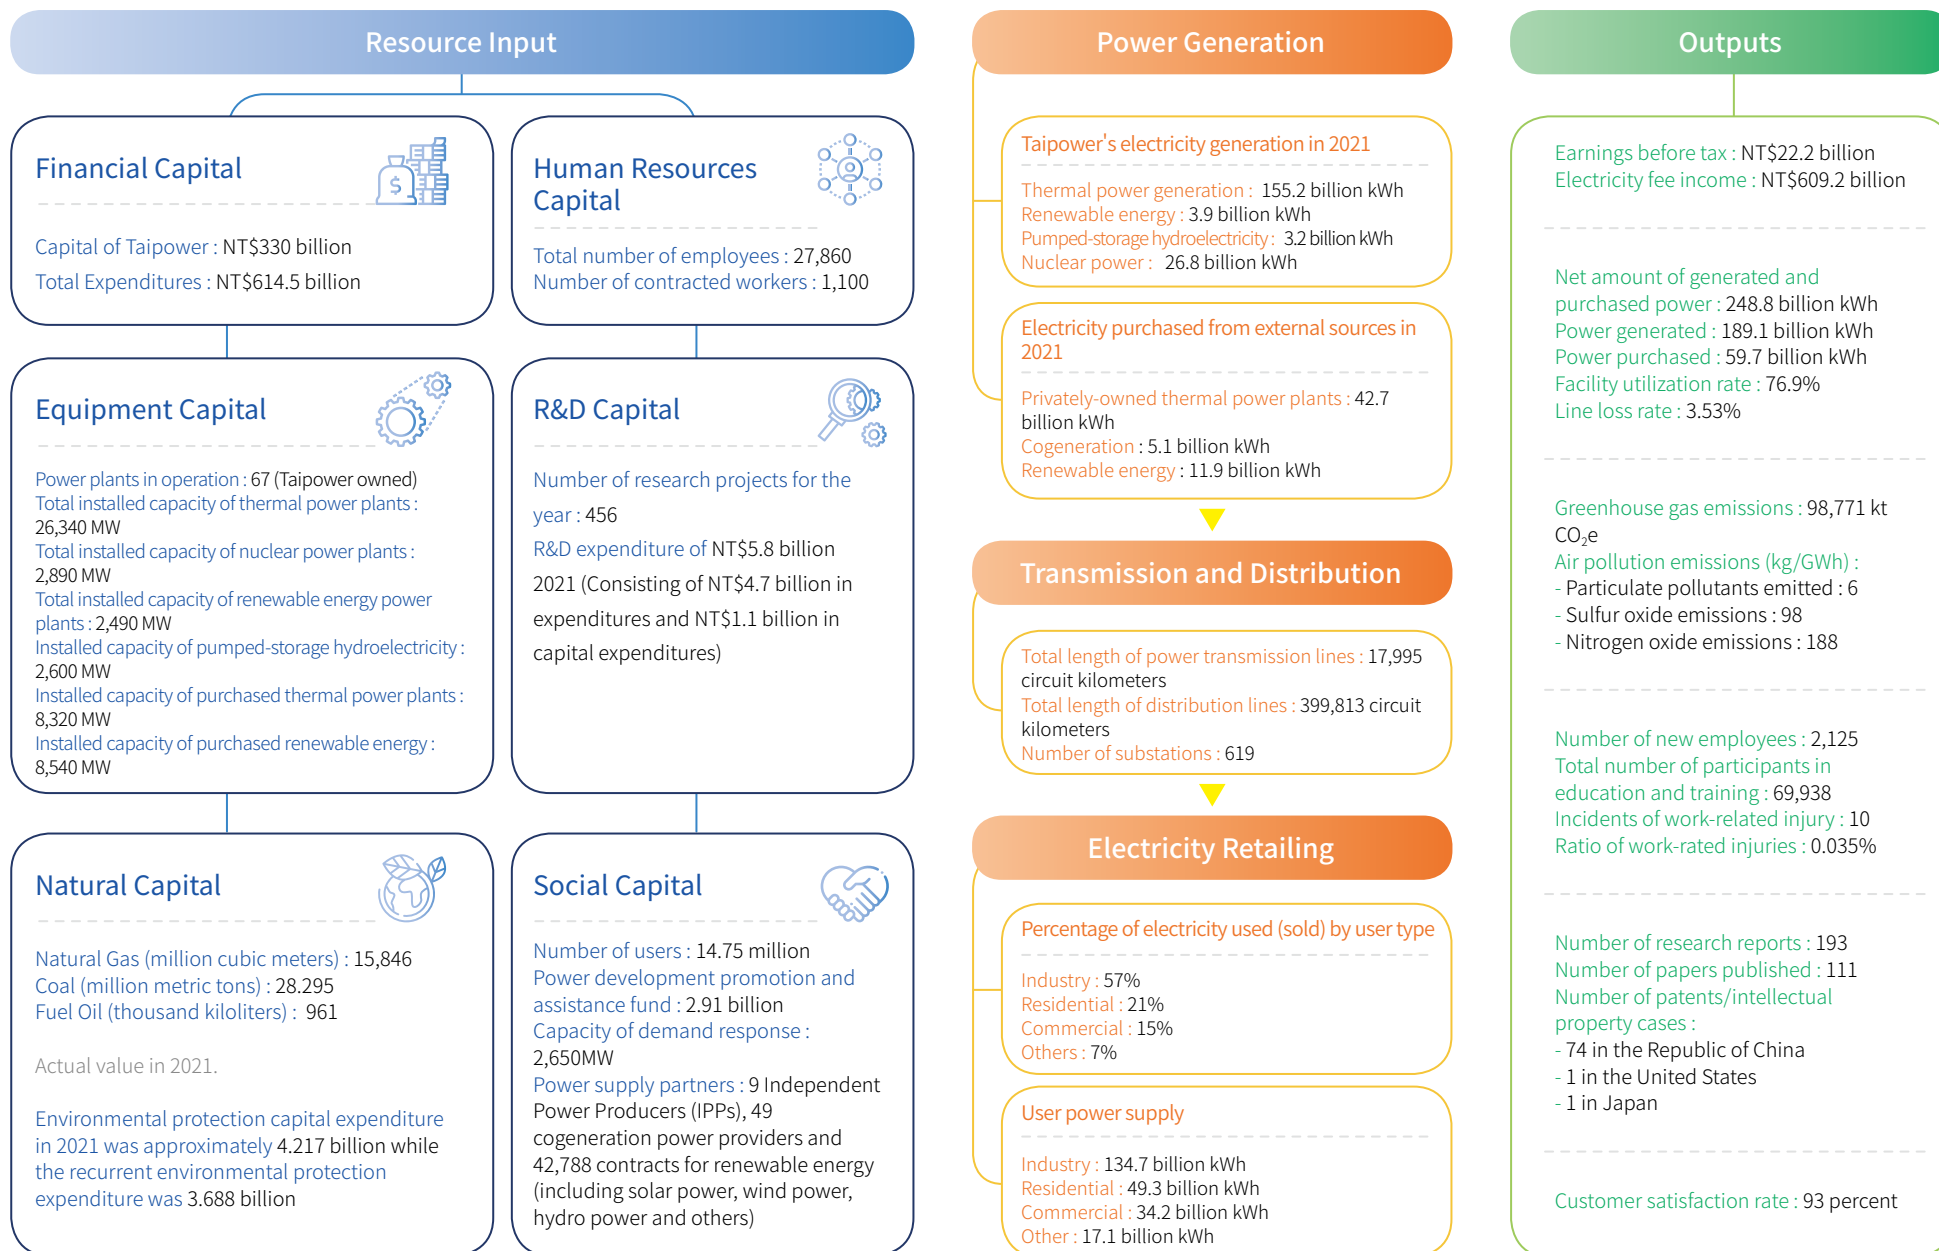 Resource Input
Financial Capital
$
Capital of Taipower : NT$330 billion
Total Expenditures : NT$614.5 billion
Human Resources
Capital
Total number of employees : 27,860
Number of contracted workers : 1,100
Equipment Capital
Power plants in operation : 67 (Taipower owned)
Total installed capacity of thermal power plants :
26,340 MW
Total installed capacity of nuclear power plants :
2,890 MW
Total installed capacity of renewable energy power
plants : 2,490 MW
Installed capacity of pumped-storage hydroelectricity :
2,600 MW
Installed capacity of purchased thermal power plants :
8,320 MW
Installed capacity of purchased renewable energy :
8,540 MW
R&D Capital
Number of research projects for the
year : 456
R&D expenditure of NT$5.8 billion
2021 (Consisting of NT$4.7 billion in
expenditures and NT$1.1 billion in
capital expenditures)
Natural Capital
Natural Gas (million cubic meters) : 15,846
Coal (million metric tons) : 28.295
Fuel Oil (thousand kiloliters) : 961
Actual value in 2021.
Environmental protection capital expenditure
in 2021 was approximately 4.217 billion while
the recurrent environmental protection
expenditure was 3.688 billion
Social Capital
Number of users : 14.75 million
Power development promotion and
assistance fund : 2.91 billion
Capacity of demand response :
2,650MW
Power supply partners : 9 Independent
Power Producers (IPPs), 49
cogeneration power providers and
42,788 contracts for renewable energy
(including solar power, wind power,
hydro power and others)
Power Generation
Taipower's electricity generation in 2021
Thermal power generation : 155.2 billion kWh
Renewable energy : 3.9 billion kWh
Pumped-storage hydroelectricity : 3.2 billion kWh
Nuclear power : 26.8 billion kWh
Electricity purchased from external sources in
2021
Privately-owned thermal power plants : 42.7
billion kWh
Cogeneration : 5.1 billion kWh
Renewable energy : 11.9 billion kWh
Transmission and Distribution
Total length of power transmission lines : 17,995
circuit kilometers
Total length of distribution lines : 399,813 circuit
kilometers
Number of substations : 619
Electricity Retailing
Percentage of electricity used (sold) by user type
Industry : 57%
Residential : 21%
Commercial : 15%
Others : 7%
User power supply
Industry : 134.7 billion kWh
Residential : 49.3 billion kWh
Commercial : 34.2 billion kWh
Other : 17.1 billion kWh
Outputs
Earnings before tax : NT$22.2 billion
Electricity fee income : NT$609.2 billion
Net amount of generated and
purchased power : 248.8 billion kWh
Power generated : 189.1 billion kWh
Power purchased : 59.7 billion kWh
Facility utilization rate : 76.9%
Line loss rate : 3.53%
Greenhouse gas emissions : 98,771 kt
CO₂e
Air pollution emissions (kg/GWh) :
- Particulate pollutants emitted : 6
- Sulfur oxide emissions : 98
- Nitrogen oxide emissions : 188
Number of new employees : 2,125
Total number of participants in
education and training : 69,938
Incidents of work-related injury : 10
Ratio of work-rated injuries : 0.035%
Number of research reports : 193
Number of papers published : 111
Number of patents/intellectual
property cases :
- 74 in the Republic of China
- 1 in the United States
- 1 in Japan
Customer satisfaction rate : 93 percent